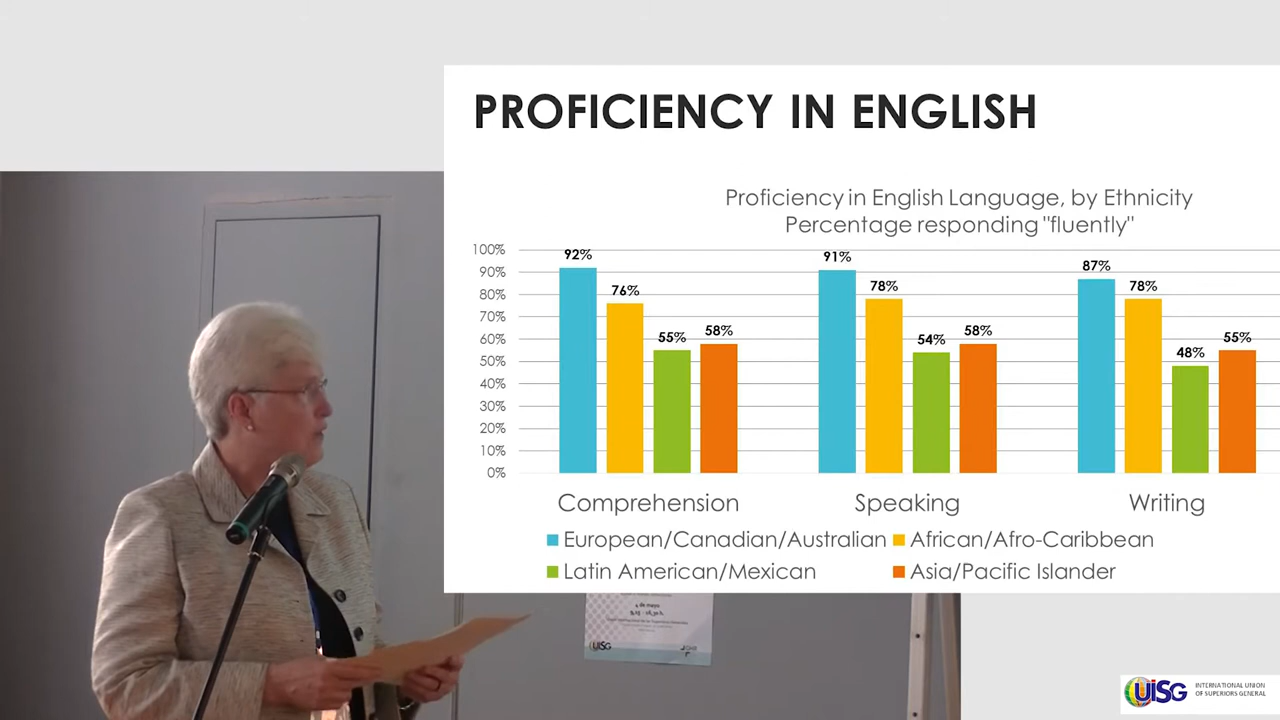 PROFICIENCY IN ENGLISH
Proficiency in English Language, by Ethnicity
Percentage responding "fluently"
100%
90%
80%
70%
60%
50%
40%
30%
20%
10%
0%
92%
76%
55%
58%
91%
78%
54%
58%
87%
78%
48%
55%
Comprehension
Speaking
Writing
European/Canadian/Australian
African/Afro-Caribbean
Latin American/Mexican
Asia/Pacific Islander
UISG
UISG
INTERNATIONAL UNION
OF SUPERIORS GENERAL